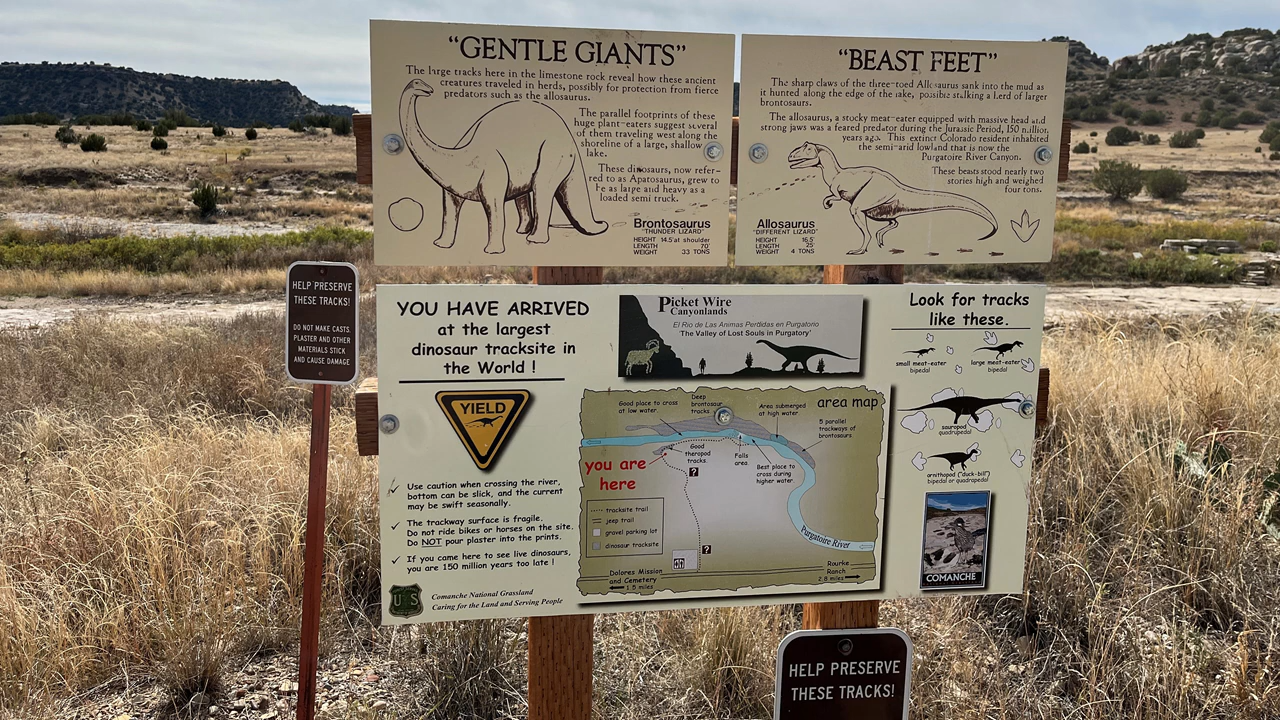 "GENTLE GIANTS"
The large tracks here in the limestone rock reveal how these ancient
creatures traveled in herds, possibly for protection from fierce
predators such as the allosaurus.
The parallel footprints of these
huge plant-eaters suggest several
of them traveling west along the
shoreline of a large, shallow
lake.
These dinosaurs, now refer-
red to as Apatosaurus, grew to
be as large and heavy as a
loaded semi truck.
Brontosaurus
"THUNDER LIZARD"
HEIGHT 14.5' at shoulder
LENGTH 70'
WEIGHT 33 TONS
"BEAST FEET"
The sharp claws of the three-toed Allosaurus sank into the mud as
it hunted along the edge of the lake, possibly stalking a herd of larger
brontosaurs.
The allosaurus, a stocky meat-eater equipped with massive head and
strong jaws was a feared predator during the Jurassic Period, 150 million
years ago. This extinct Colorado resident inhabited
the semi-arid lowland that is now the
Purgatoire River Canyon.
These beasts stood nearly two
stories high and weighed
four tons.
Allosaurus
"DIFFERENT LIZARD"
HEIGHT 16.5'
LENGTH 25
WEIGHT 4 TONS
HELP PRESERVE
THESE TRACKS!
DO NOT MAKE CASTS.
PLASTER AND OTHER
MATERIALS STICK
AND CAUSE DAMAGE
YOU HAVE ARRIVED
at the largest
dinosaur tracksite in
the World !
YIELD
✓ Use caution when crossing the river,
bottom can be slick, and the current
may be swift seasonally.
✓ The trackway surface is fragile.
Do not ride bikes or horses on the site.
Do NOT pour plaster into the prints.
✓ If you came here to see live dinosaurs,
you are 150 million years too late !
US
Comanche National Grassland
Caring for the Land and Serving People
Picket Wire
Canyonlands
El Rio de Las Animas Perdidas en Purgatorio
'The Valley of Lost Souls in Purgatory'
area map
Good place to cross
at low water.
Deep
brontosaur
tracks.
Area submerged
at high water
5 parallel
trackways of
brontosaurs
you are
here
Good
theropod
tracks.
Falls
area.
Best place to
cross during
higher water.
?
tracksite trail
jeep trail
gravel parking lot
dinosaur tracksite
?
Purgatoire River
Dolores Mission
and Cemetery
1.5 miles
Rourke
Ranch
2.8 miles
Look for tracks
like these.
small meat-eater
bipedal
large meat-eater
bipedal
sauropod
quadrupedal
ornithopod ("duck-bill")
bipedal or quadrapedal
COMANCHE
HELP PRESERVE
THESE TRACKS!